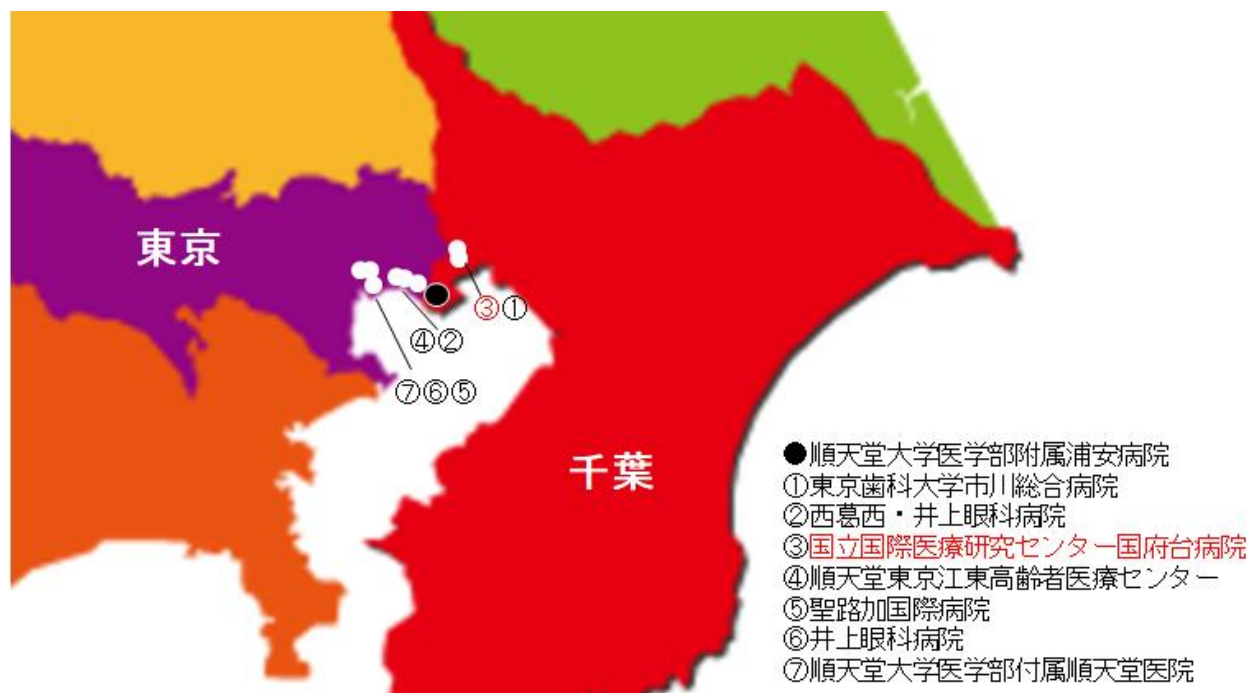 東京
③①
④②
⑦⑥⑤
千葉
●順天堂大学医学部附属浦安病院
①東京歯科大学市川総合病院
②西葛西・井上眼科病院
③国立国際医療研究センター国府台病院
④順天堂東京江東高齢者医療センター
⑤聖路加国際病院
⑥井上眼科病院
⑦順天堂大学医学部付属順天堂医院